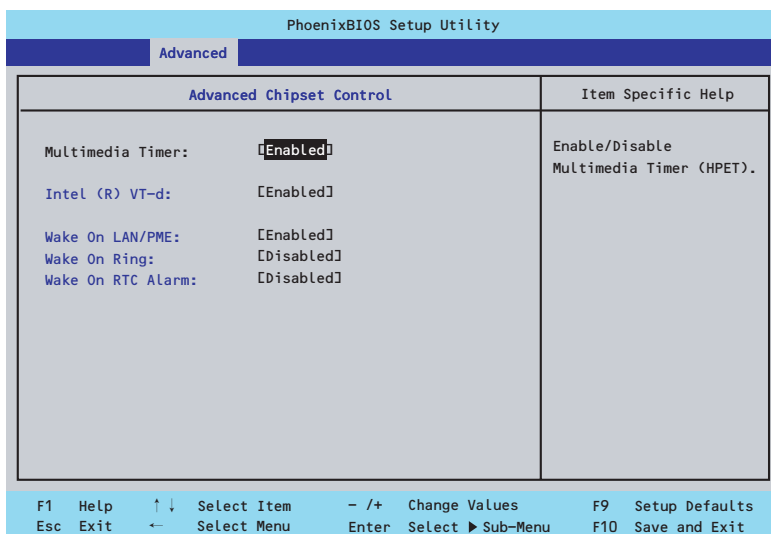 PhoenixBIOS Setup Utility
Advanced
Advanced Chipset Control
Item Specific Help
Multimedia Timer: [Enabled]
Intel (R) VT-d: [Enabled]
Wake On LAN/PME: [Enabled]
Wake On Ring: [Disabled]
Wake On RTC Alarm: [Disabled]
Enable/Disable
Multimedia Timer (HPET).
F1 Help ↑↓ Select Item - /+ Change Values F9 Setup Defaults
Esc Exit ← Select Menu Enter Select ▶ Sub-Menu F10 Save and Exit